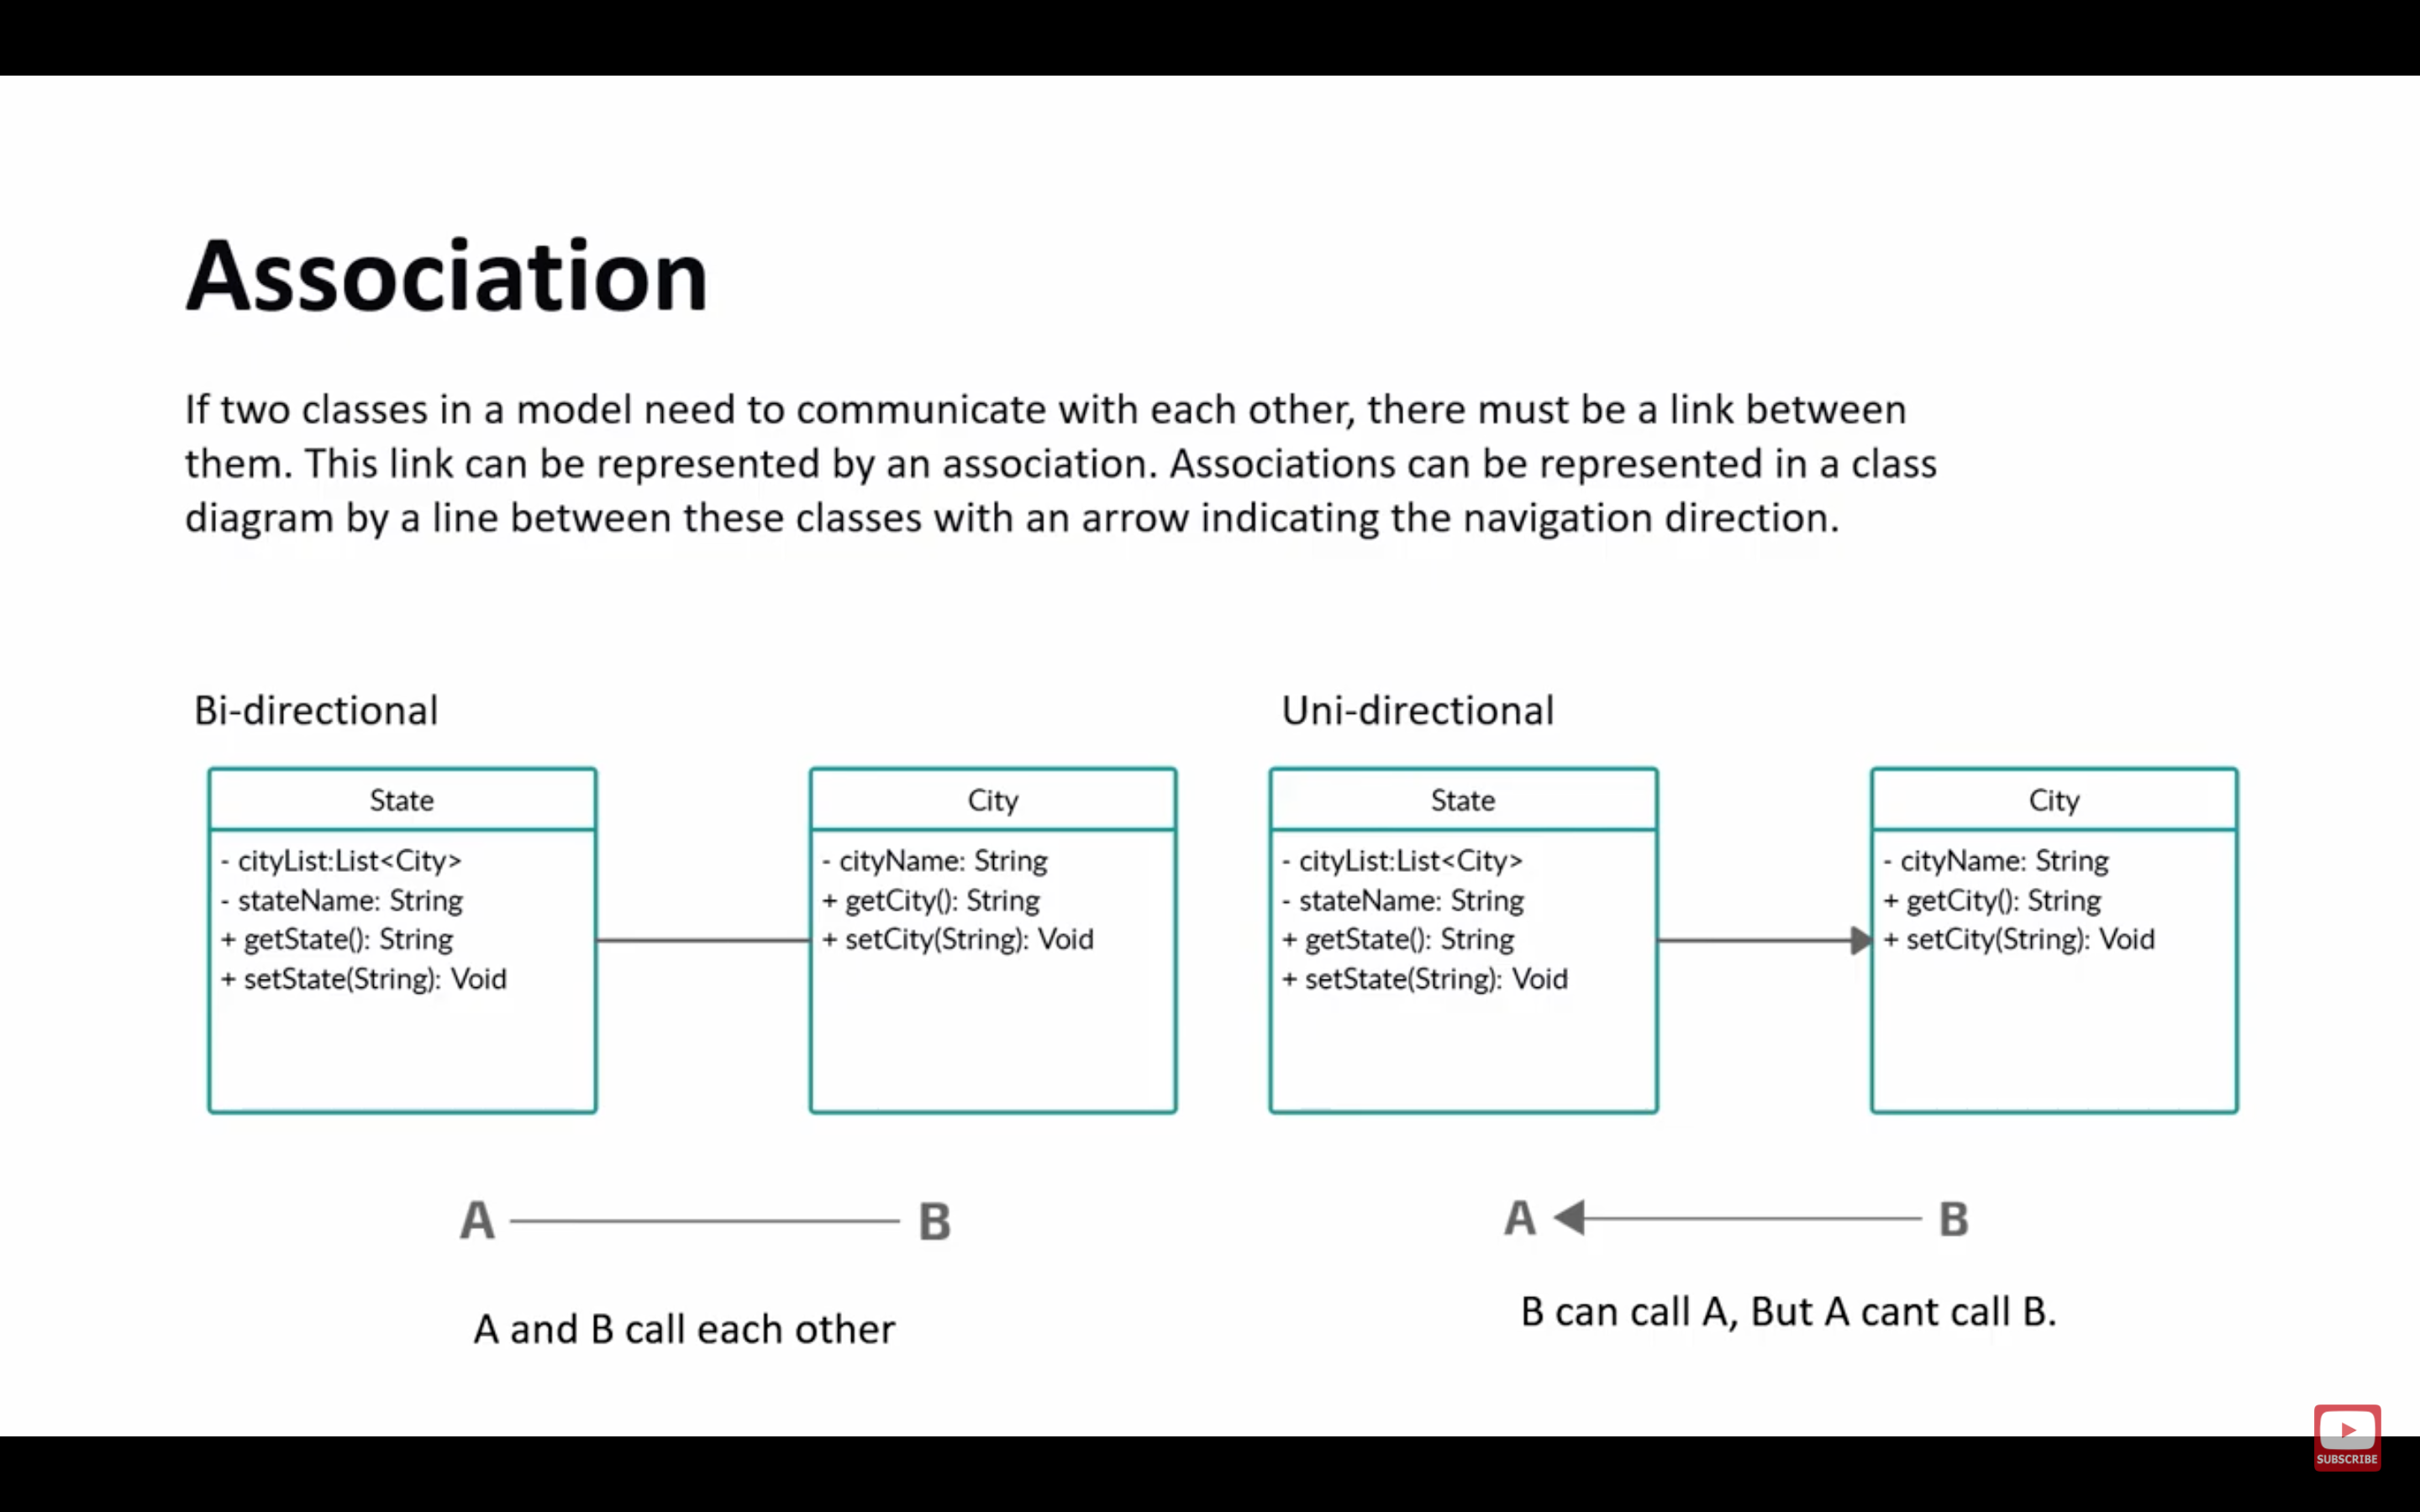 Association
If two classes in a model need to communicate with each other, there must be a link between
them. This link can be represented by an association. Associations can be represented in a class
diagram by a line between these classes with an arrow indicating the navigation direction.
Bi-directional
State
- cityList:List<City>
- stateName: String
+ getState(): String
+ setState(String): Void
City
- cityName: String
+ getCity(): String
+ setCity(String): Void
A
B
A and B call each other
Uni-directional
State
- cityList:List<City>
- stateName: String
+ getState(): String
+ setState(String): Void
City
- cityName: String
+ getCity(): String
+ setCity(String): Void
A
B
B can call A, But A cant call B.
SUBSCRIBE